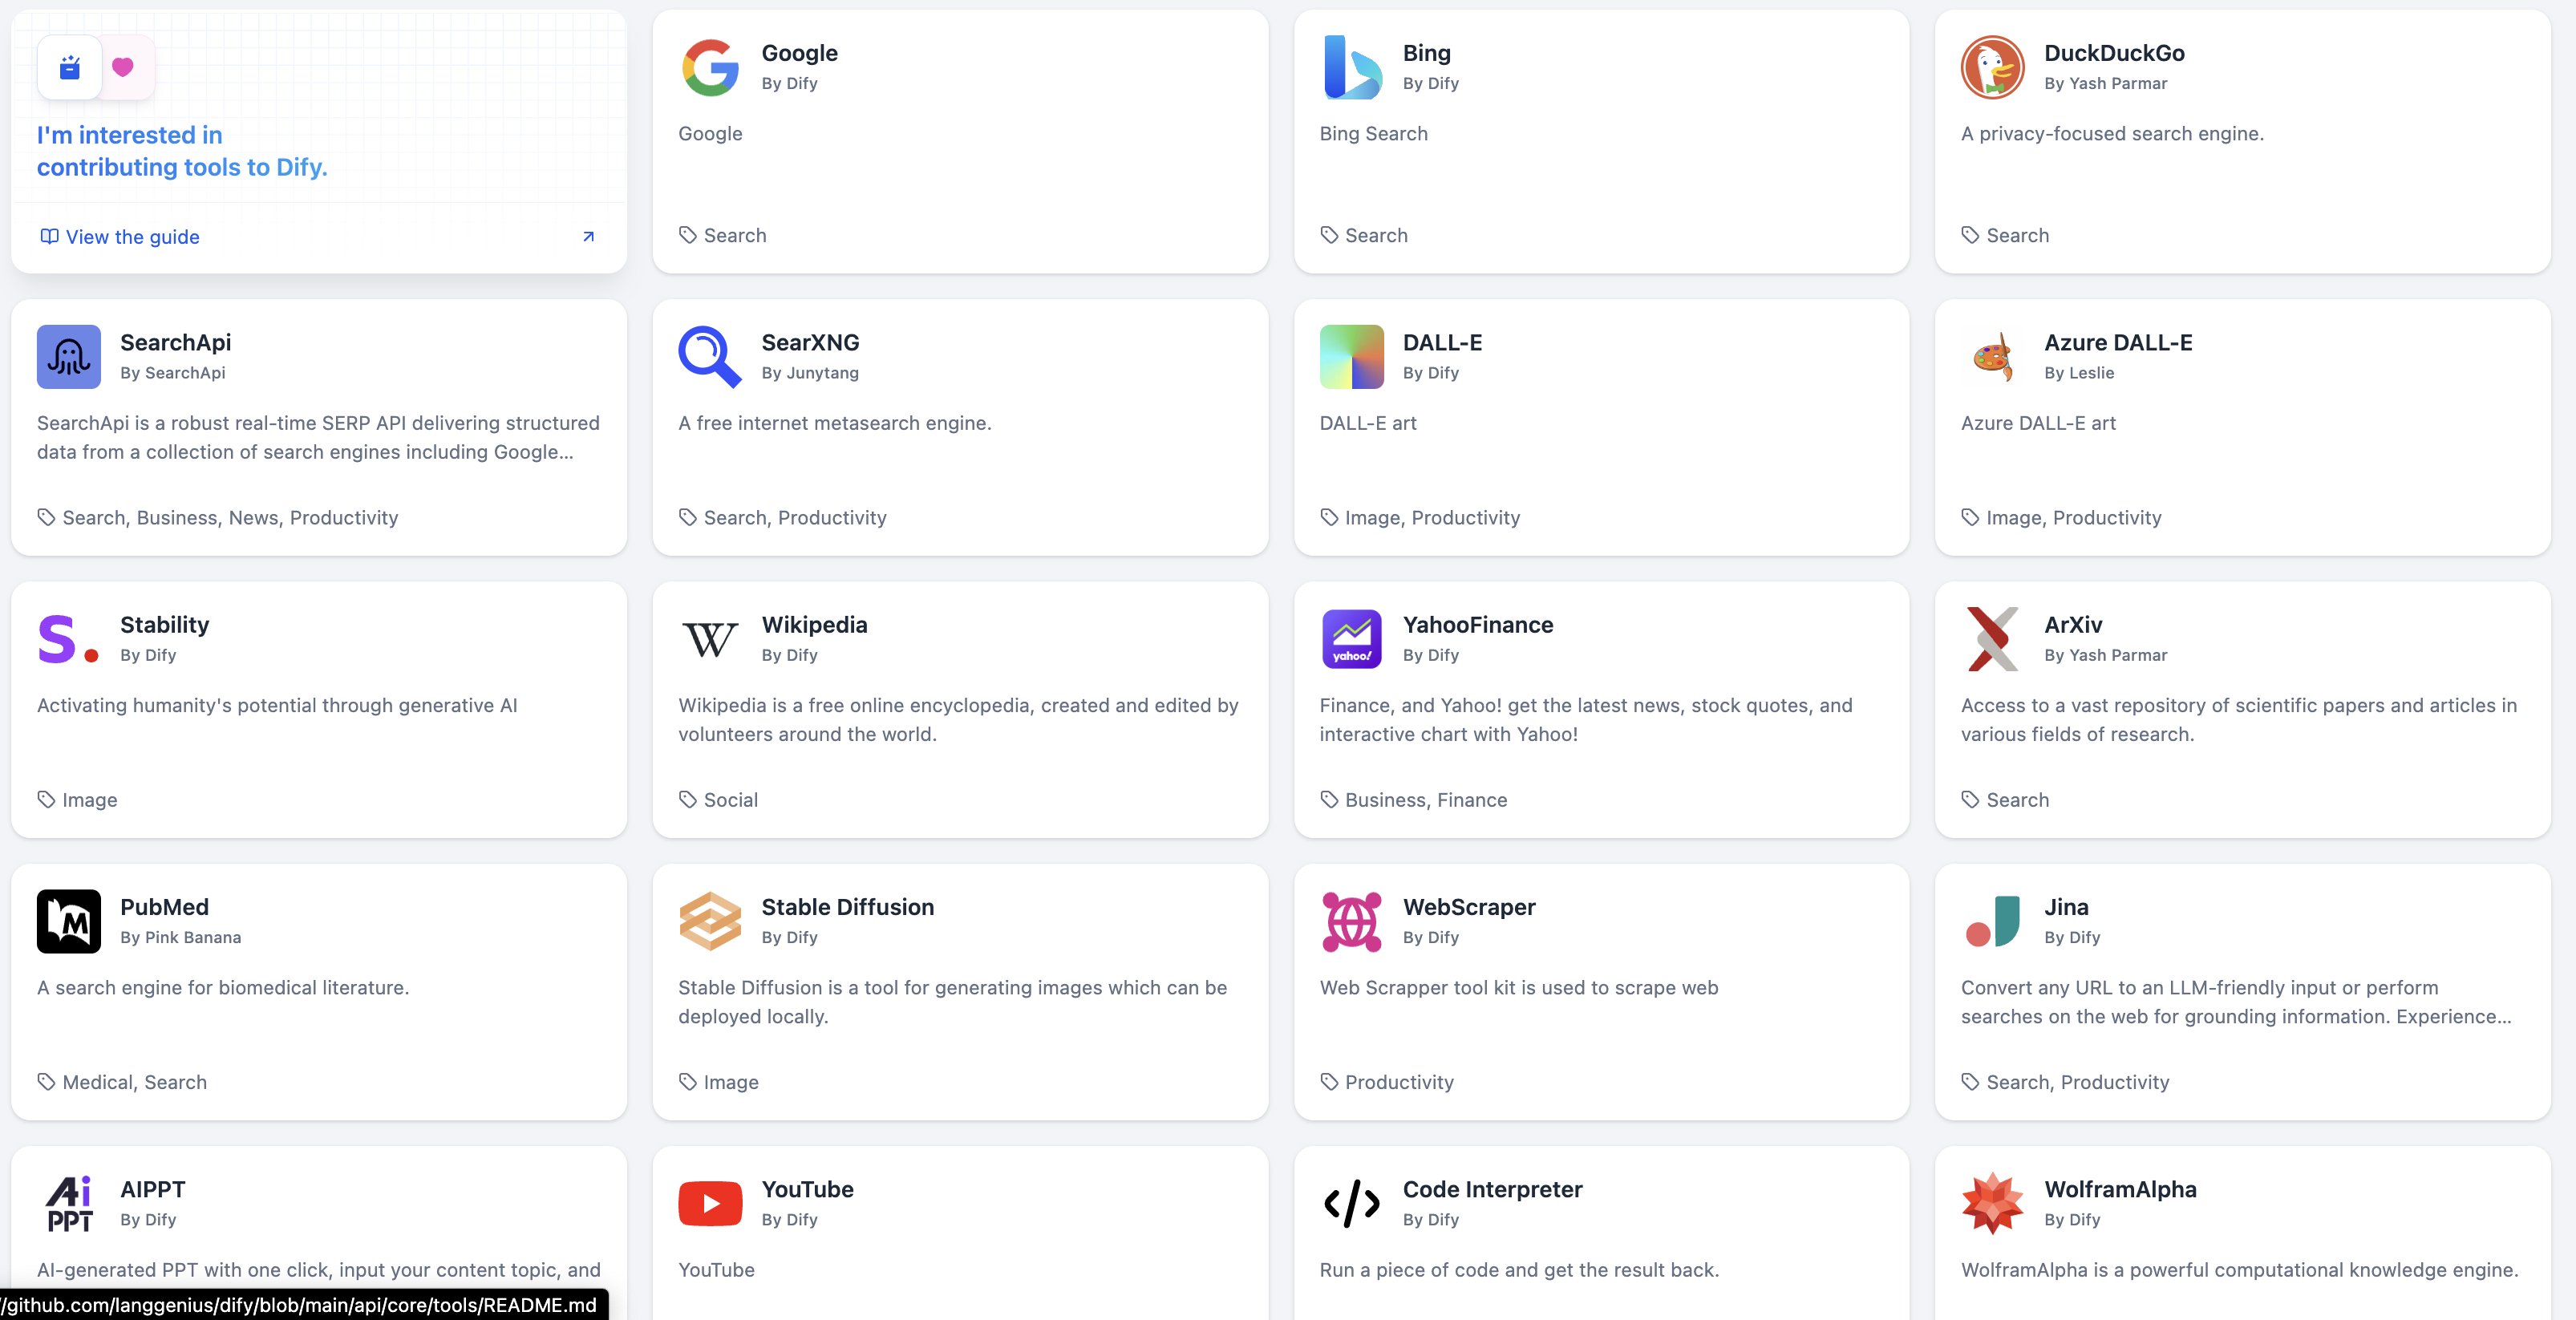 I'm interested in
contributing tools to Dify.
View the guide
Google
By Dify
Google
Search
Bing
By Dify
Bing Search
Search
DuckDuckGo
By Yash Parmar
A privacy-focused search engine.
Search
SearchApi
By SearchApi
SearchApi is a robust real-time SERP API delivering structured
data from a collection of search engines including Google...
Search, Business, News, Productivity
SearXNG
By Junytang
A free internet metasearch engine.
Search, Productivity
DALL-E
By Dify
DALL-E art
Image, Productivity
Azure DALL-E
By Leslie
Azure DALL-E art
Image, Productivity
S.
Stability
By Dify
Activating humanity's potential through generative AI
Image
W
Wikipedia
By Dify
Wikipedia is a free online encyclopedia, created and edited by
volunteers around the world.
Social
yahoo!
YahooFinance
By Dify
Finance, and Yahoo! get the latest news, stock quotes, and
interactive chart with Yahoo!
Business, Finance
ArXiv
By Yash Parmar
Access to a vast repository of scientific papers and articles in
various fields of research.
Search
M
PubMed
By Pink Banana
A search engine for biomedical literature.
Medical, Search
Stable Diffusion
By Dify
Stable Diffusion is a tool for generating images which can be
deployed locally.
Image
WebScraper
By Dify
Web Scrapper tool kit is used to scrape web
Productivity
Jina
By Dify
Convert any URL to an LLM-friendly input or perform
searches on the web for grounding information. Experience...
Search, Productivity
Ai
PPT
AIPPT
By Dify
AI-generated PPT with one click, input your content topic, and
/github.com/langgenius/dify/blob/main/api/core/tools/README.md
YouTube
By Dify
YouTube
</>
Code Interpreter
By Dify
Run a piece of code and get the result back.
WolframAlpha
By Dify
WolframAlpha is a powerful computational knowledge engine.